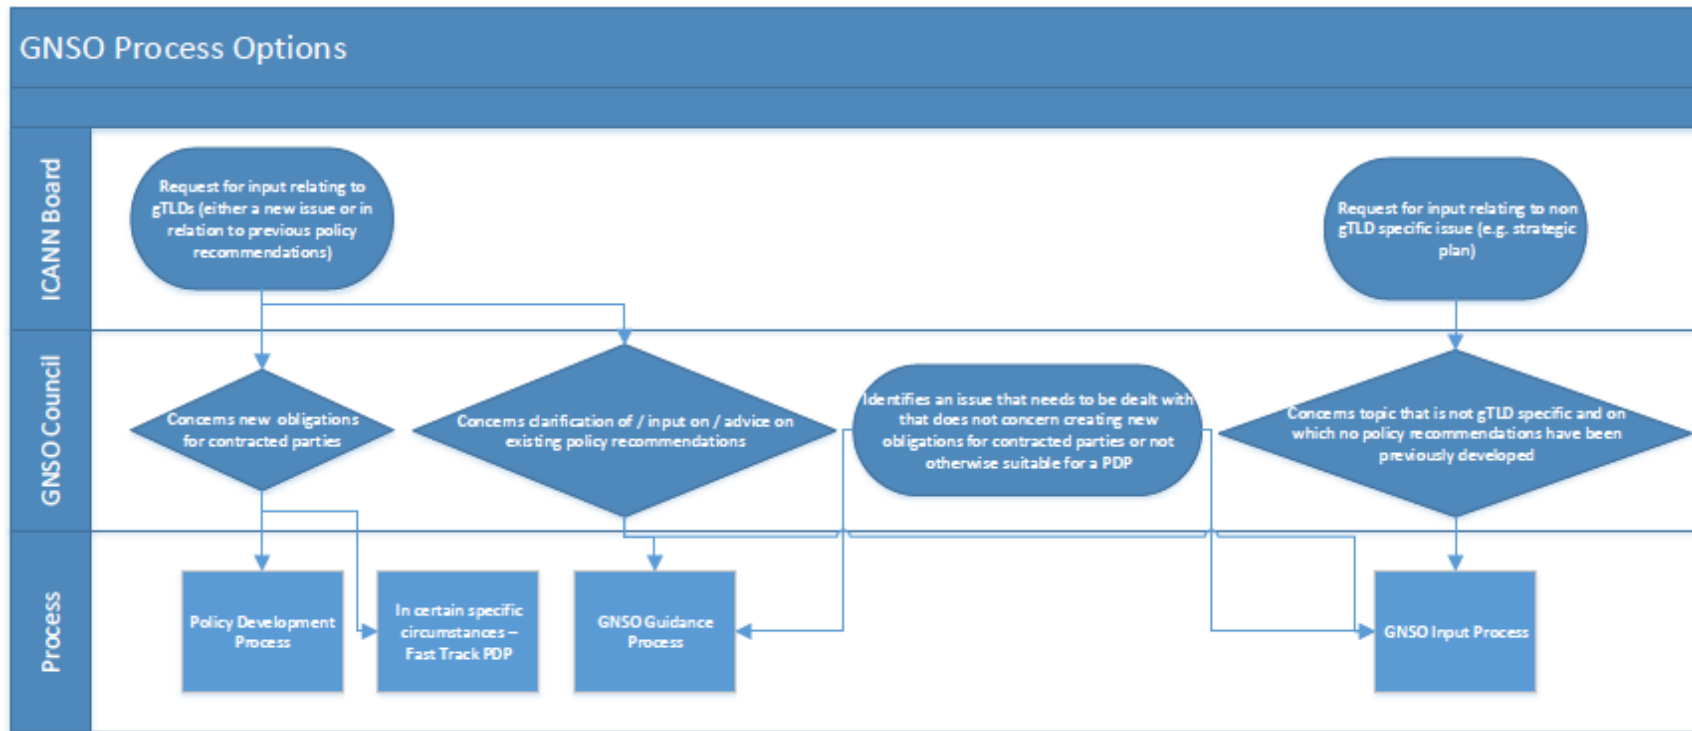 GNSO Process Options
ICANN Board
Request for input relating to
gTLDs (either a new issue or in
relation to previous policy
recommendations)
Request for input relating to non
gTLD specific issue (e.g. strategic
plan)
GNSO Council
Concerns new obligations
for contracted parties
Concerns clarification of / input on / advice on
existing policy recommendations
Identifies an issue that needs to be dealt with
that does not concern creating new
obligations for contracted parties or not
otherwise suitable for a PDP
Concerns topic that is not gTLD specific and on
which no policy recommendations have been
previously developed
Process
Policy Development
Process
In certain specific
circumstances –
Fast Track PDP
GNSO Guidance
Process
GNSO Input Process